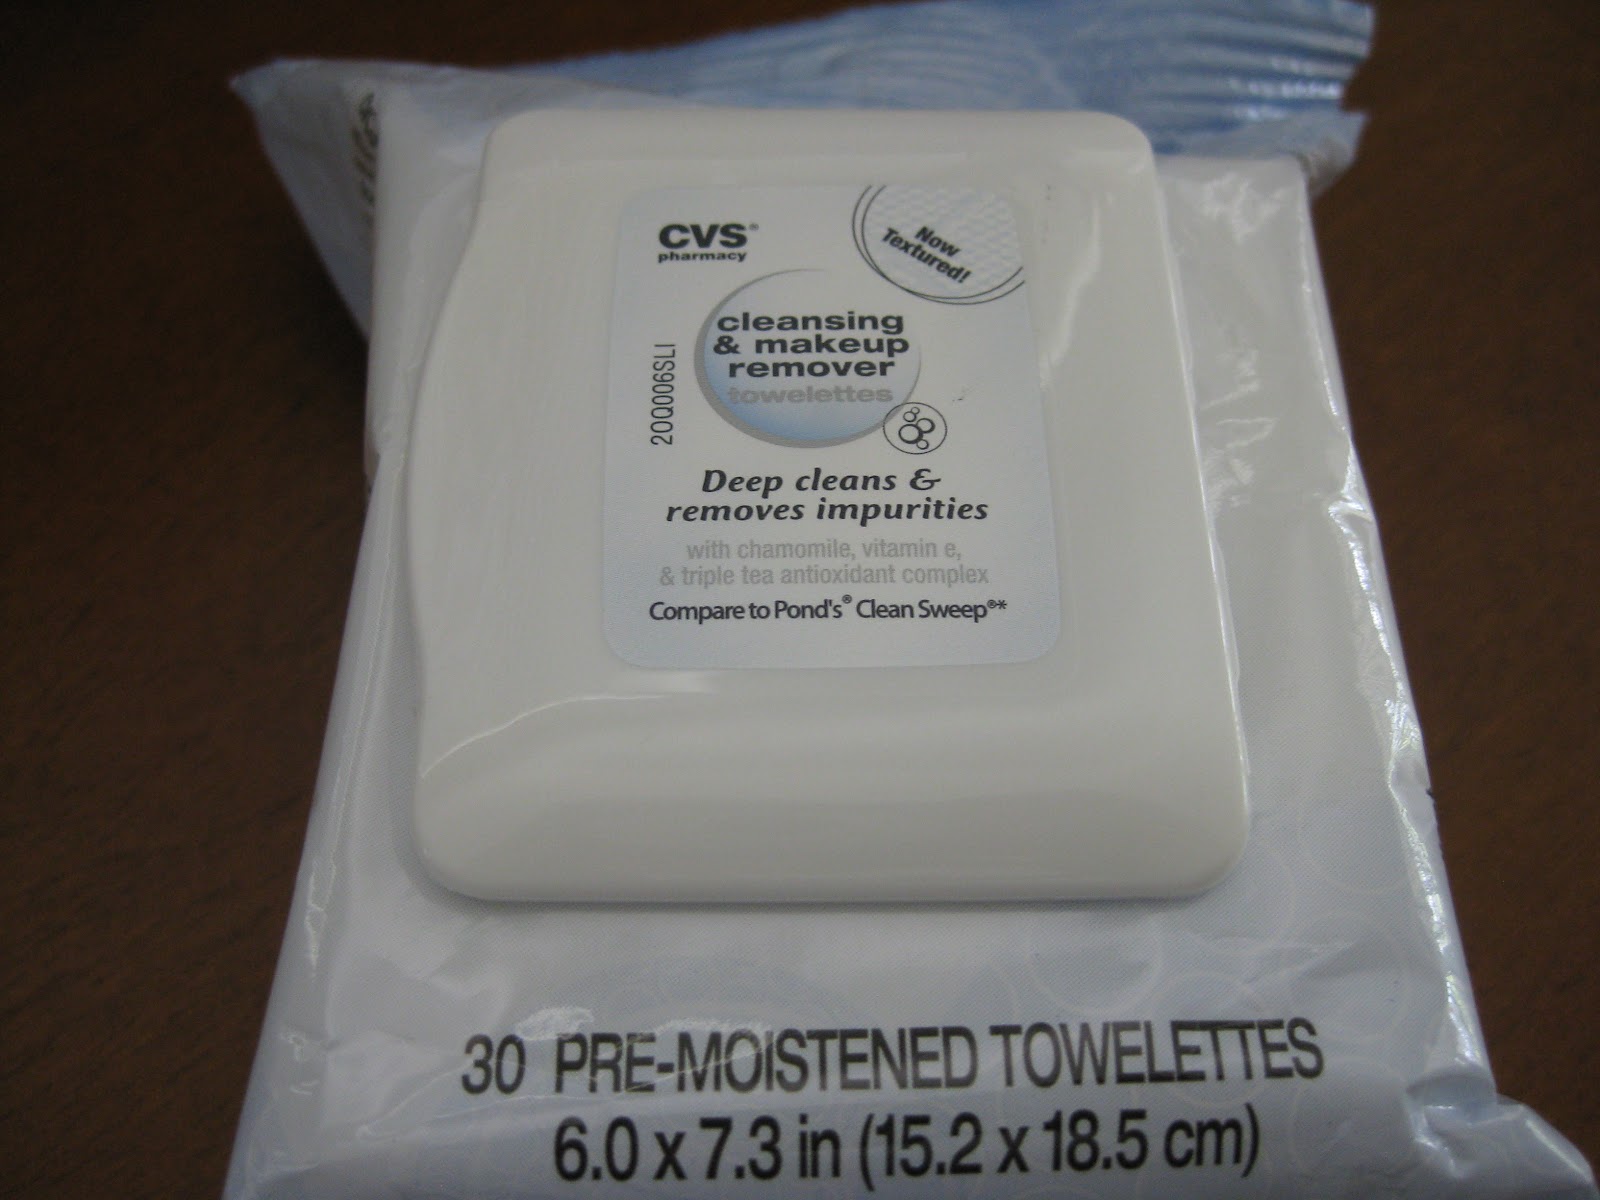 CVS®
pharmacy
Now
Textured!
cleansing
& makeup
remover
towelettes
20Q006SLI
Deep cleans &
removes impurities
with chamomile, vitamin e,
& triple tea antioxidant complex
Compare to Pond's® Clean Sweep®*
30 PRE-MOISTENED TOWELETTES
6.0 x 7.3 in (15.2 x 18.5 cm)